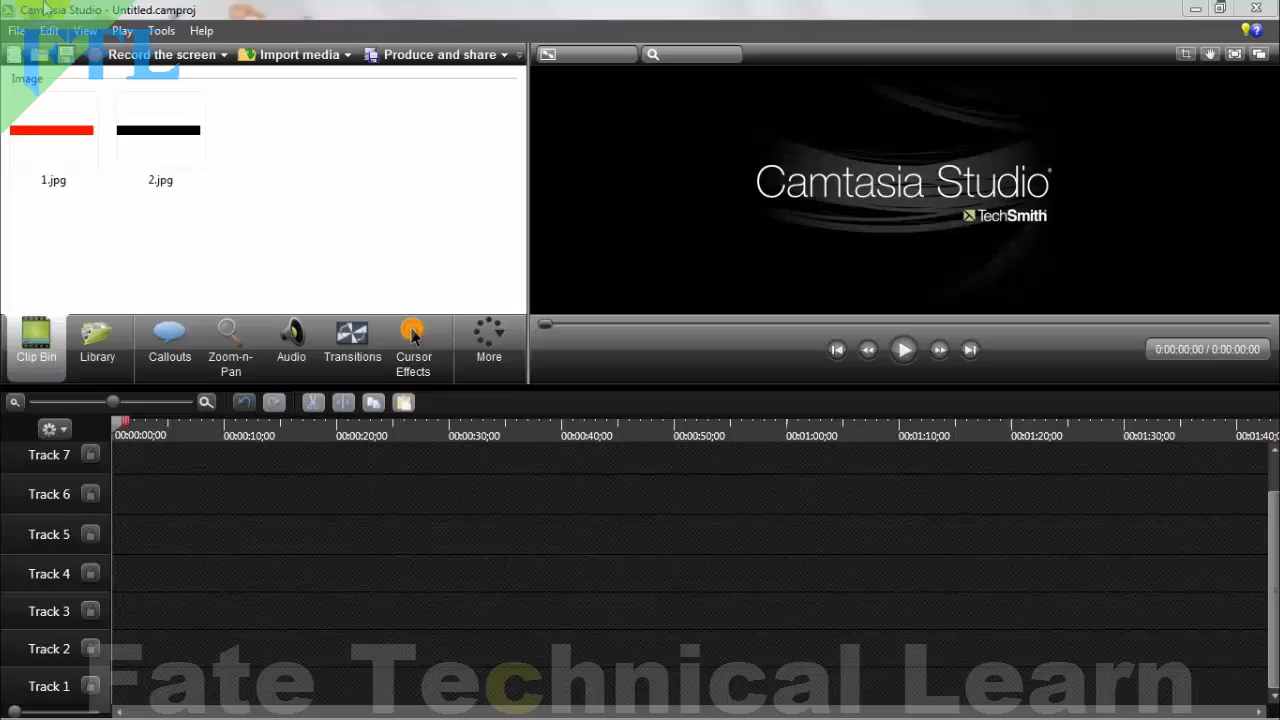 Camtasia Studio - Untitled.camproj
File Edit View Play Tools Help
Record the screen Import media Produce and share
FTL
Image
1.jpg 2.jpg
Camtasia Studio
TechSmith
Clip Bin Library Callouts Zoom-n-Pan Audio Transitions Cursor Effects More
0:00:00;00 / 0:00:00;00
00:00:00;00 00:00:10;00 00:00:20;00 00:00:30;00 00:00:40;00 00:00:50;00 00:01:00;00 00:01:10;00 00:01:20;00 00:01:30;00
Track 7
Track 6
Track 5
Track 4
Track 3
Track 2
Track 1
Fate Technical Learn